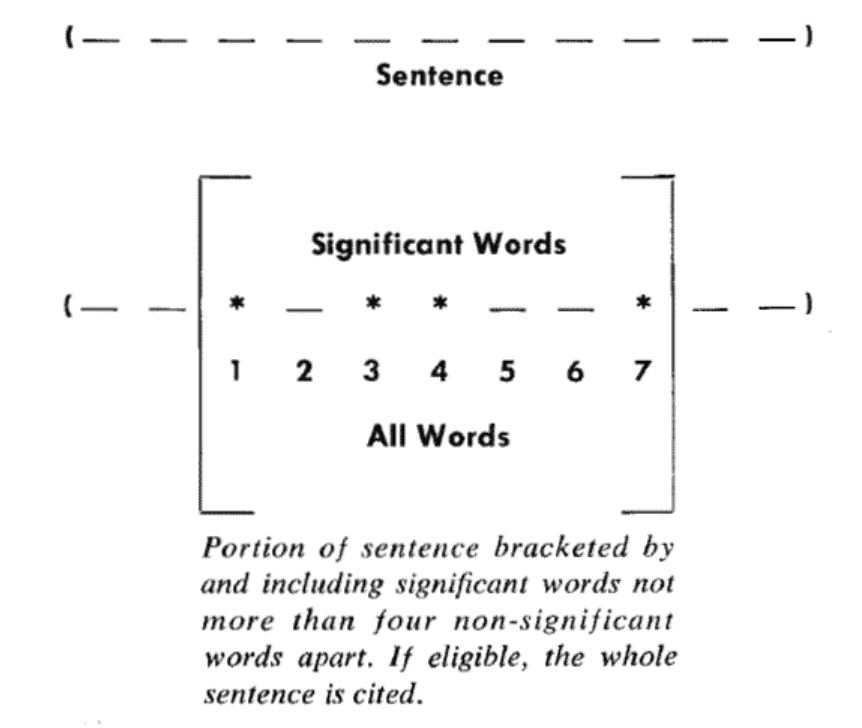 (— — — — — — — — — — —)
Sentence
Significant Words
(— — * — * * — — * — —)
1 2 3 4 5 6 7
All Words
Portion of sentence bracketed by
and including significant words not
more than four non-significant
words apart. If eligible, the whole
sentence is cited.